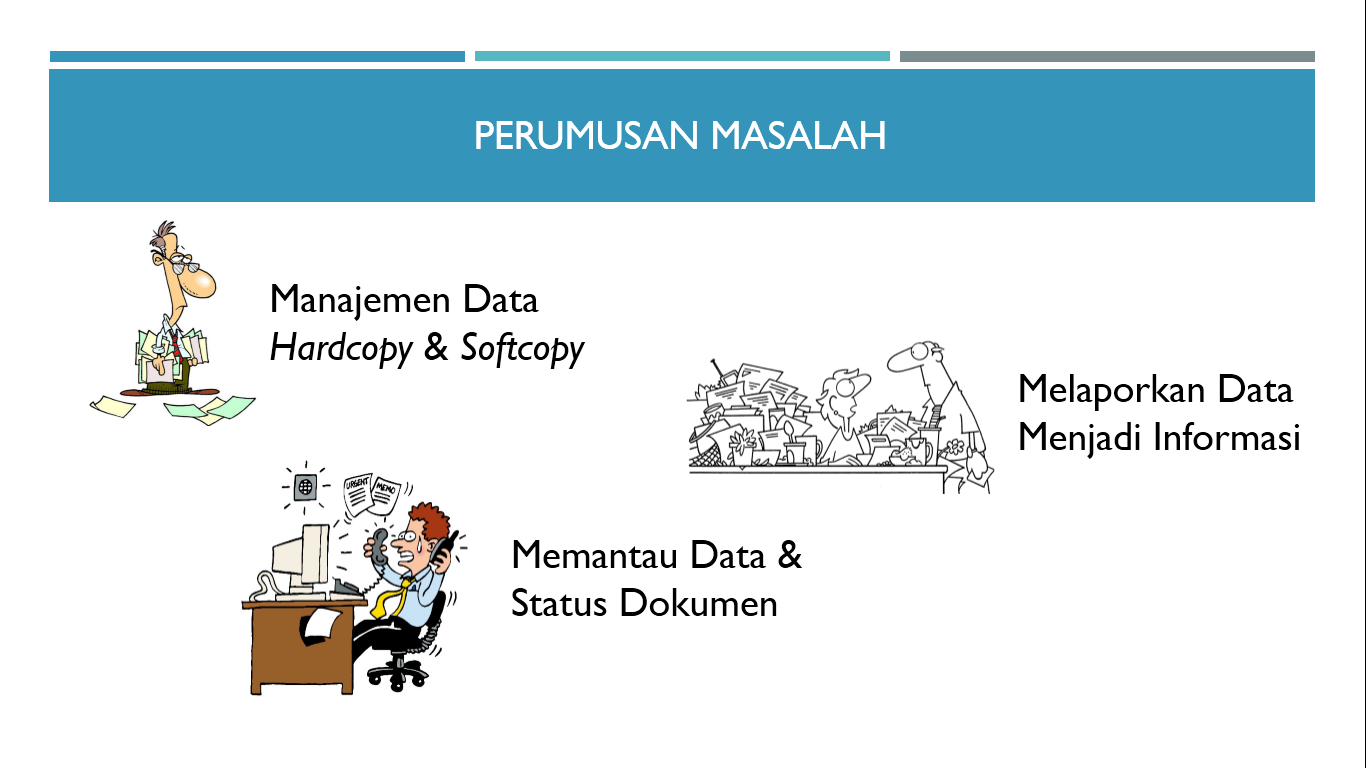 PERUMUSAN MASALAH
Manajemen Data
Hardcopy & Softcopy
Melaporkan Data
Menjadi Informasi
URGENT
MEMO
Memantau Data &
Status Dokumen